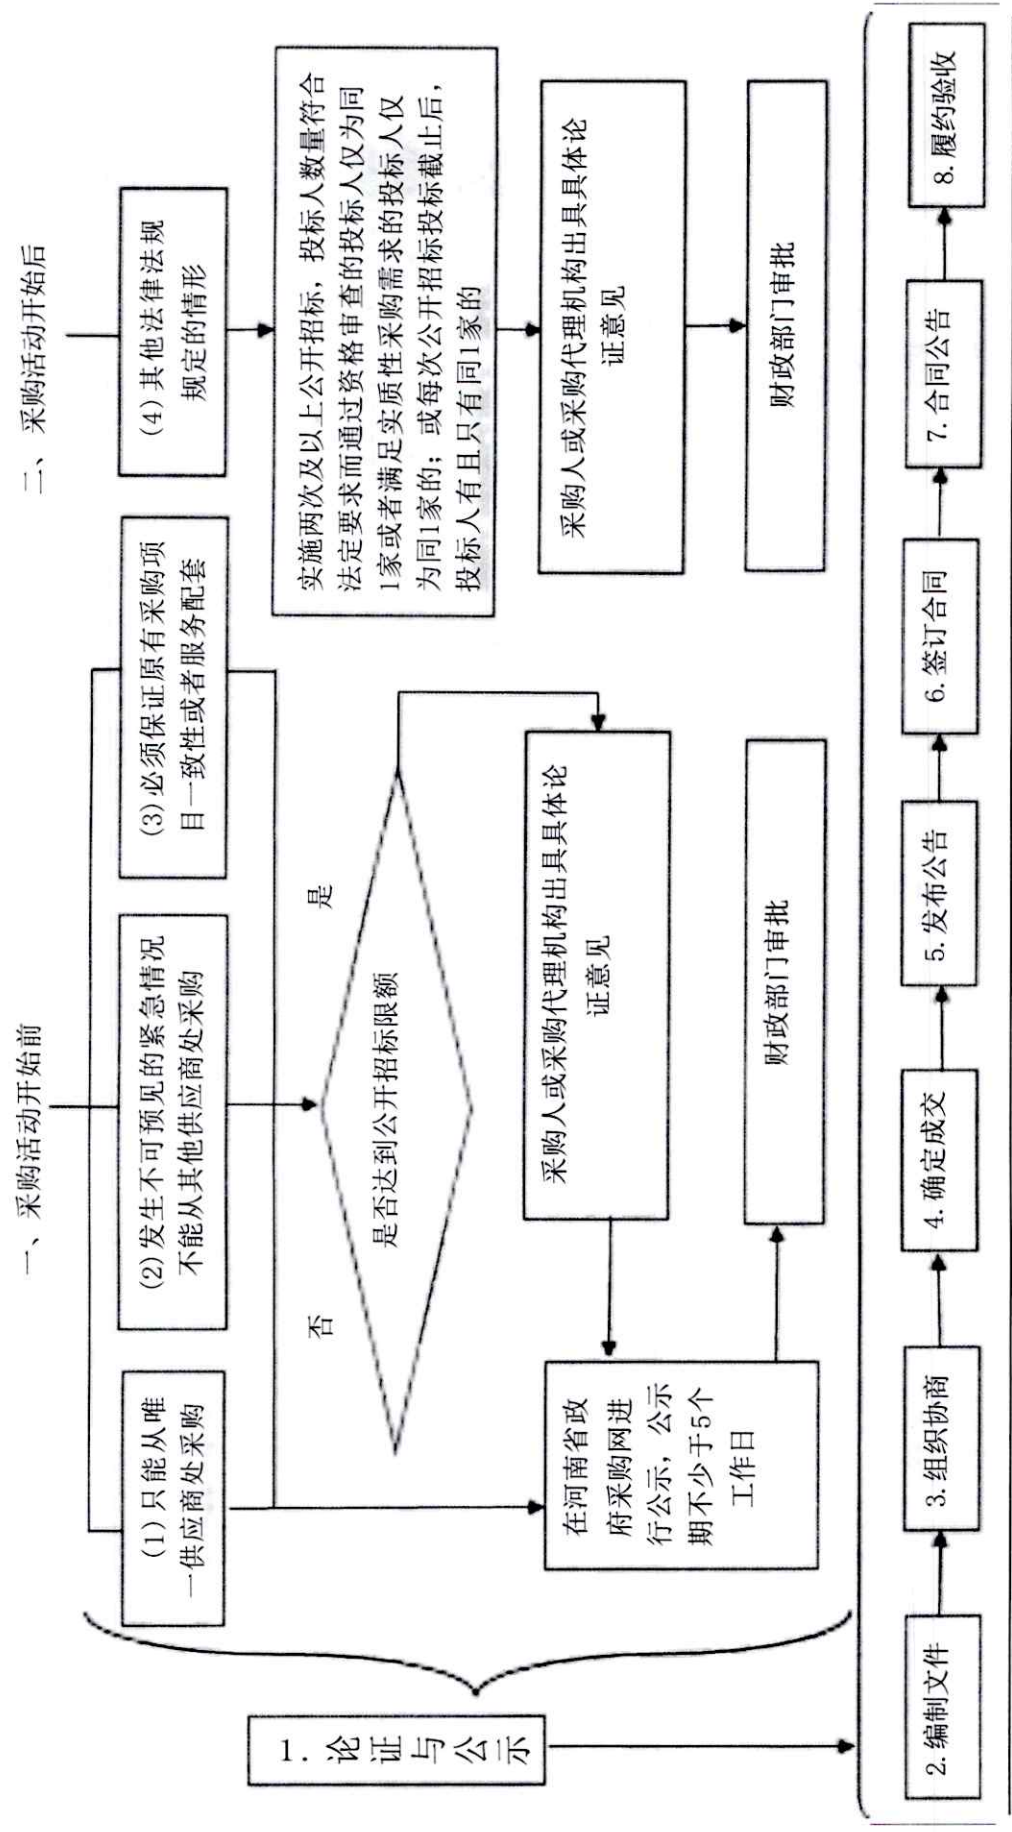 一、采购活动开始前
二、采购活动开始后
1. 论证与公示
(1)只能从唯
一供应商处采购
(2)发生不可预见的紧急情况
不能从其他供应商处采购
(3)必须保证原有采购项
目一致性或者服务配套
(4)其他法律法规
规定的情形
否
是
是否达到公开招标限额
实施两次及以上公开招标，投标人数量符合
法定要求而通过资格审查的投标人仅为同
1家或者满足实质性采购需求的投标人仅
为同1家的；或每次公开招标投标截止后，
投标人有且只有同1家的
采购人或采购代理机构出具具体论
证意见
采购人或采购代理机构出具具体论
证意见
在河南省政
府采购网进
行公示，公示
期不少于5个
工作日
财政部门审批
财政部门审批
2.编制文件
3.组织协商
4.确定成交
5.发布公告
6.签订合同
7.合同公告
8.履约验收